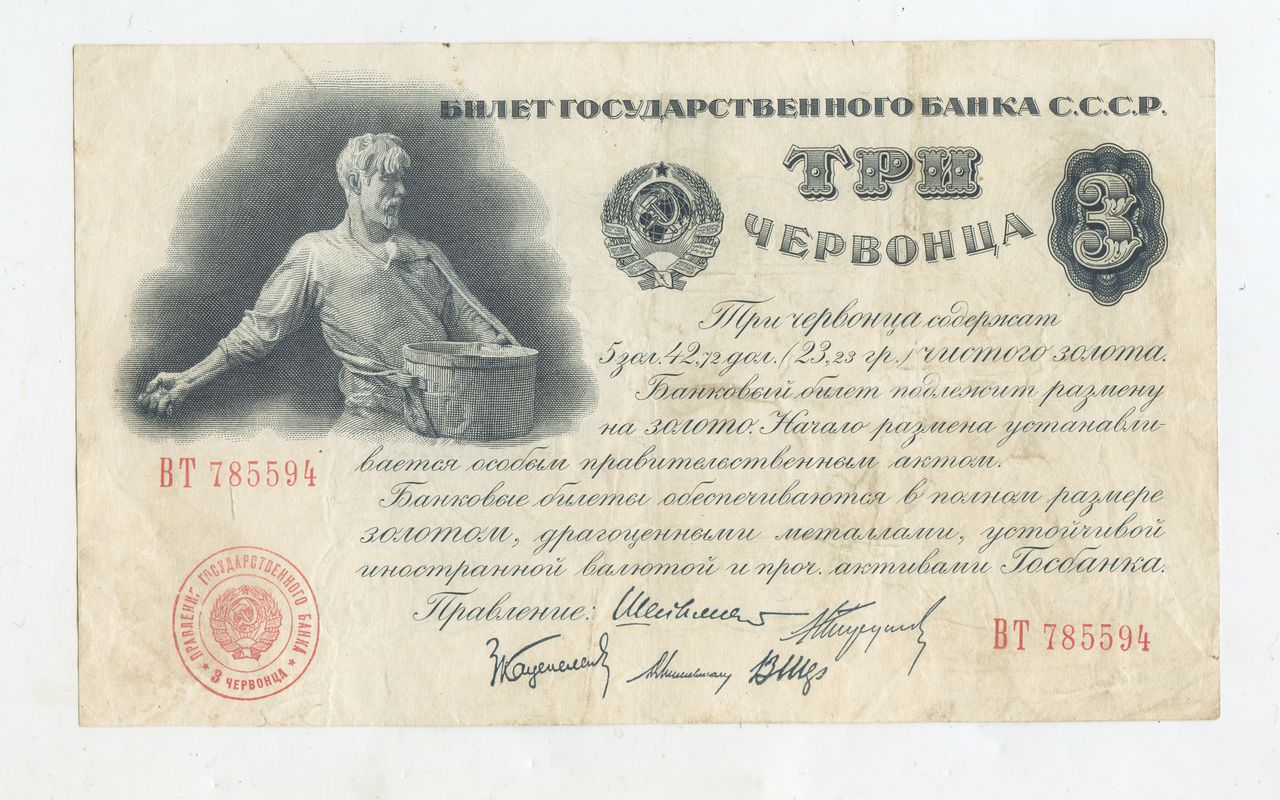 БИЛЕТ ГОСУДАРСТВЕННОГО БАНКА С.С.С.Р.
ТРИ
ЧЕРВОНЦА
3
Три червонца содержат
5 зол. 42,72 дол. (23,23 гр.) чистого золота.
Банковый билет подлежит размену
на золото. Начало размена устанавли-
вается особым правительственным актом.
Банковые билеты обеспечиваются в полном размере
золотом, драгоценными металлами, устойчивой
иностранной валютой и проч. активами Госбанка.
Правление:
ВТ 785594
ВТ 785594
ПРАВЛЕНИЕ ГОСУДАРСТВЕННОГО БАНКА
3 ЧЕРВОНЦА